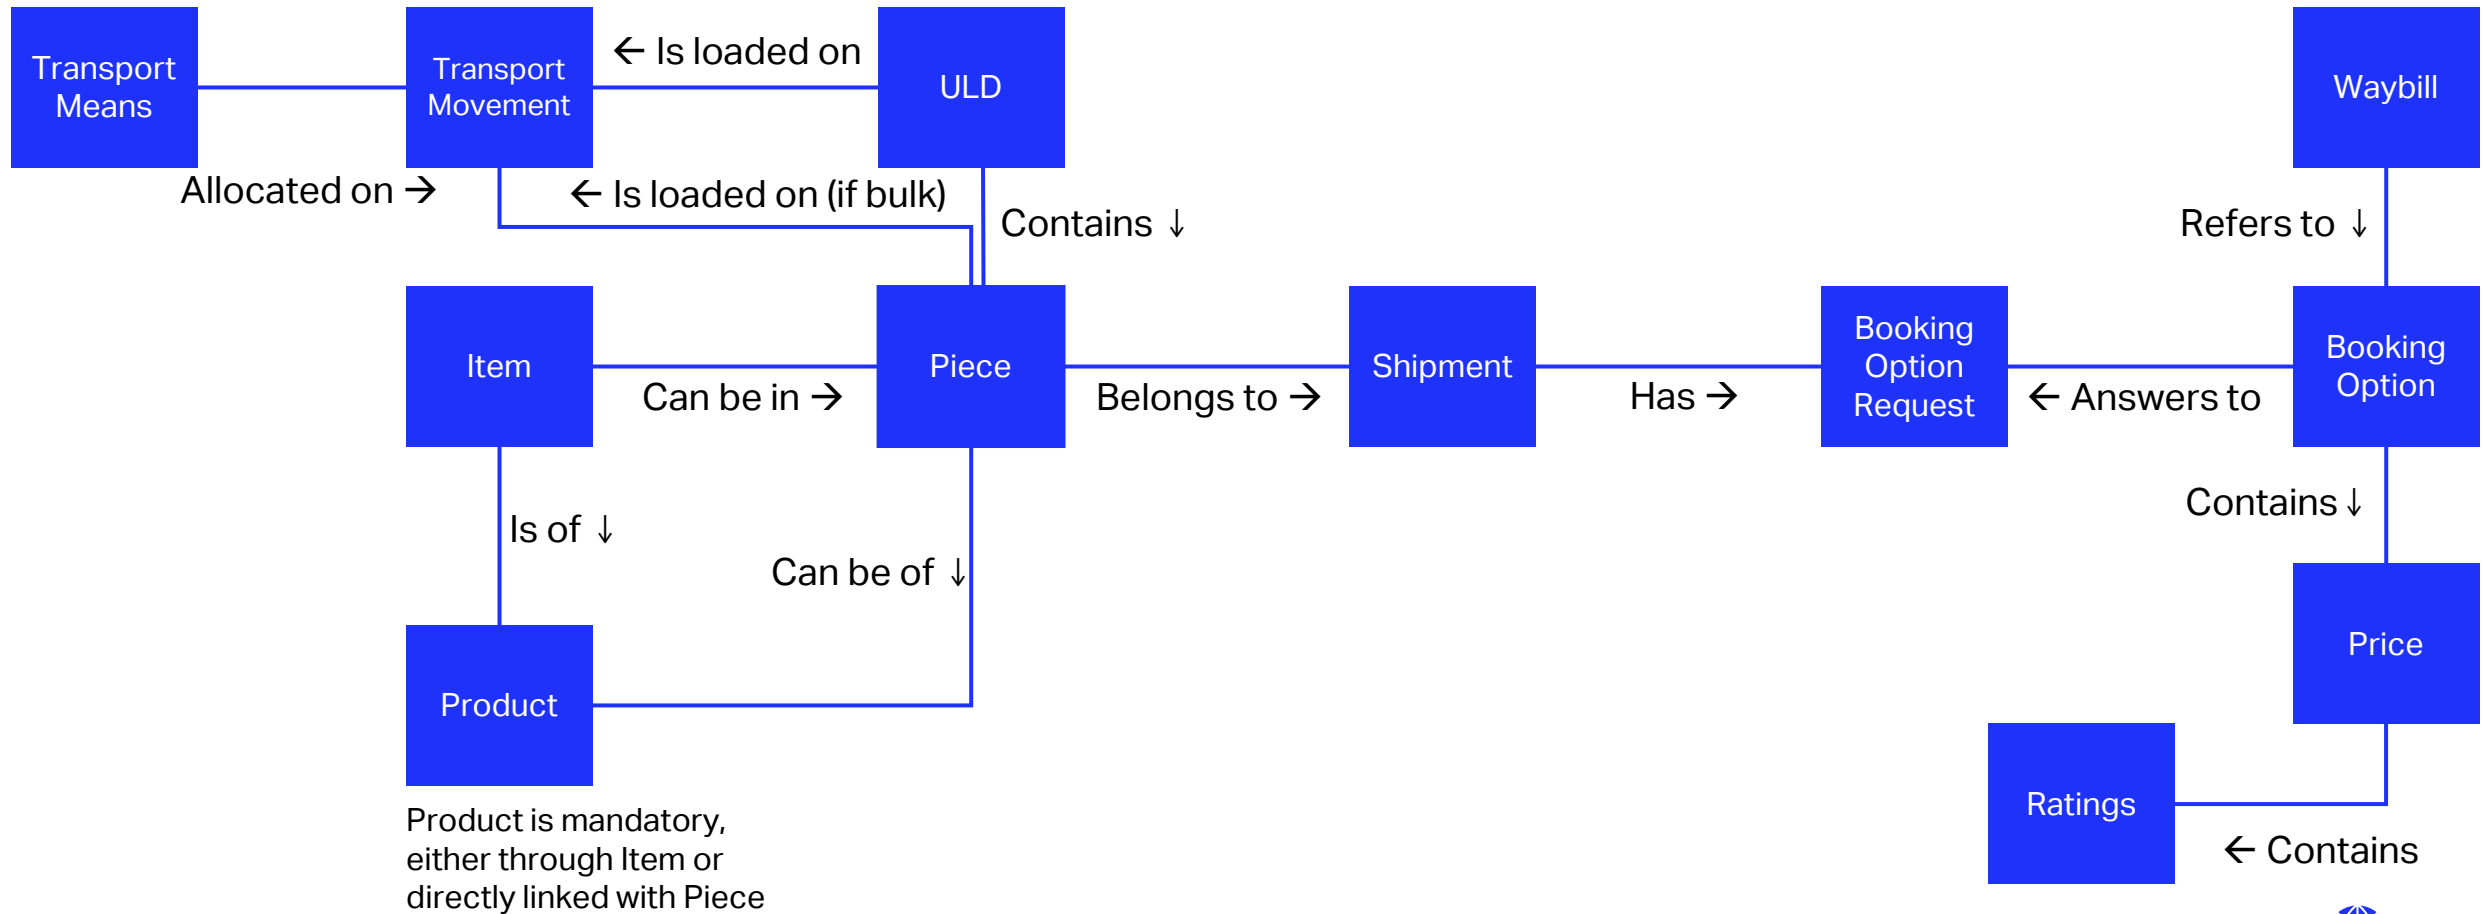 Transport
Means
Transport
Movement
← Is loaded on
ULD
Waybill
Allocated on →
← Is loaded on (if bulk)
Contains ↓
Refers to ↓
Item
Can be in →
Piece
Belongs to →
Shipment
Has →
Booking
Option
Request
← Answers to
Booking
Option
Is of ↓
Can be of ↓
Contains ↓
Product
Price
Ratings
← Contains
Product is mandatory,
either through Item or
directly linked with Piece